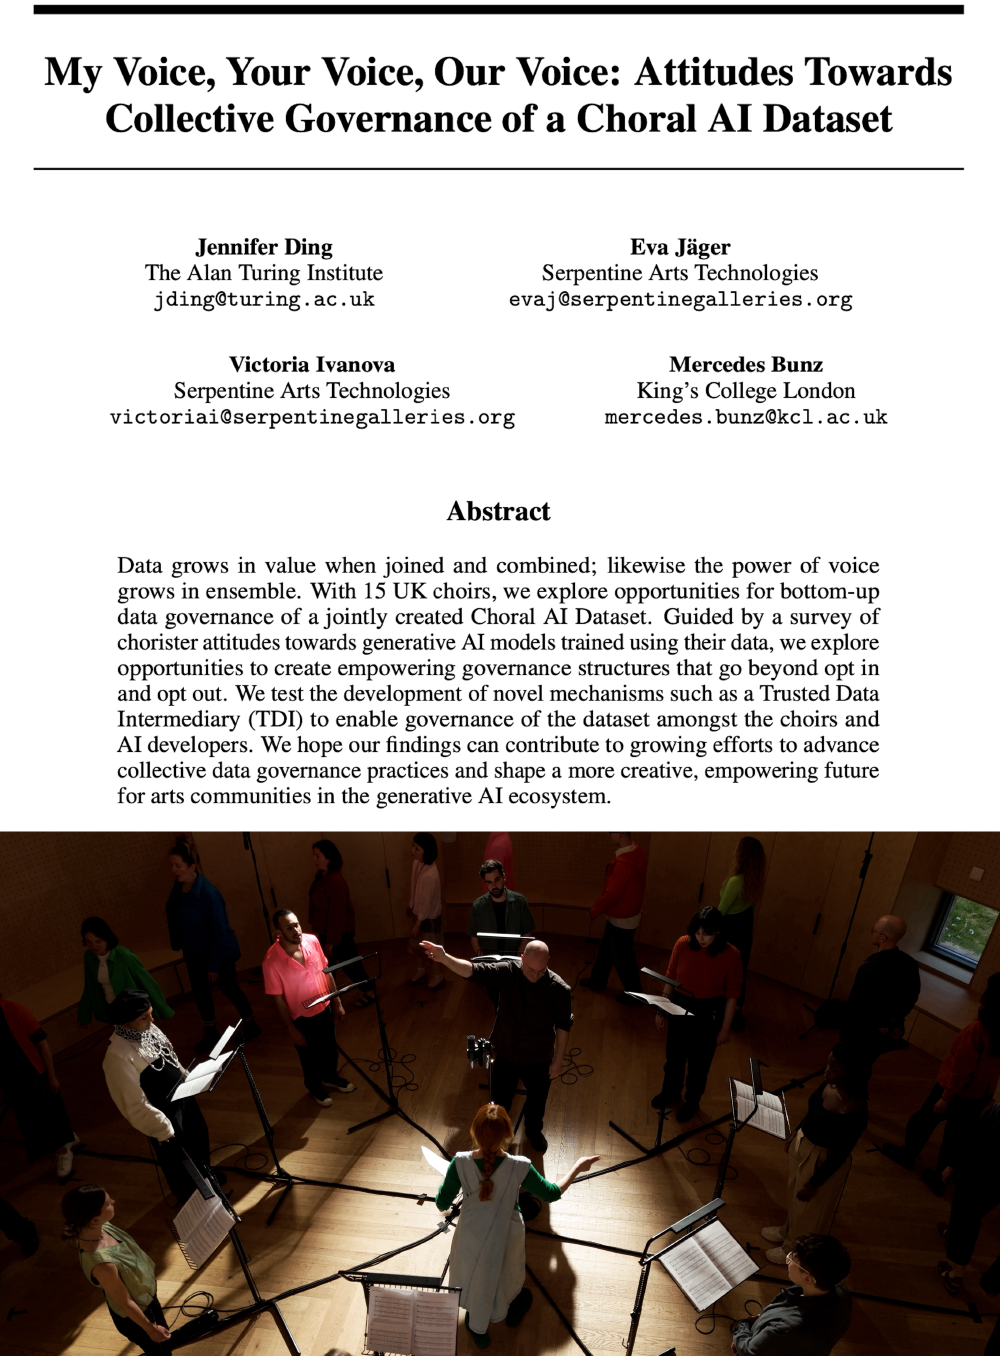 My Voice, Your Voice, Our Voice: Attitudes Towards
Collective Governance of a Choral AI Dataset
Jennifer Ding
The Alan Turing Institute
jding@turing.ac.uk
Eva Jäger
Serpentine Arts Technologies
evaj@serpentinegalleries.org
Victoria Ivanova
Serpentine Arts Technologies
victoriai@serpentinegalleries.org
Mercedes Bunz
King's College London
mercedes.bunz@kcl.ac.uk
Abstract
Data grows in value when joined and combined; likewise the power of voice
grows in ensemble. With 15 UK choirs, we explore opportunities for bottom-up
data governance of a jointly created Choral AI Dataset. Guided by a survey of
chorister attitudes towards generative AI models trained using their data, we explore
opportunities to create empowering governance structures that go beyond opt in
and opt out. We test the development of novel mechanisms such as a Trusted Data
Intermediary (TDI) to enable governance of the dataset amongst the choirs and
AI developers. We hope our findings can contribute to growing efforts to advance
collective data governance practices and shape a more creative, empowering future
for arts communities in the generative AI ecosystem.